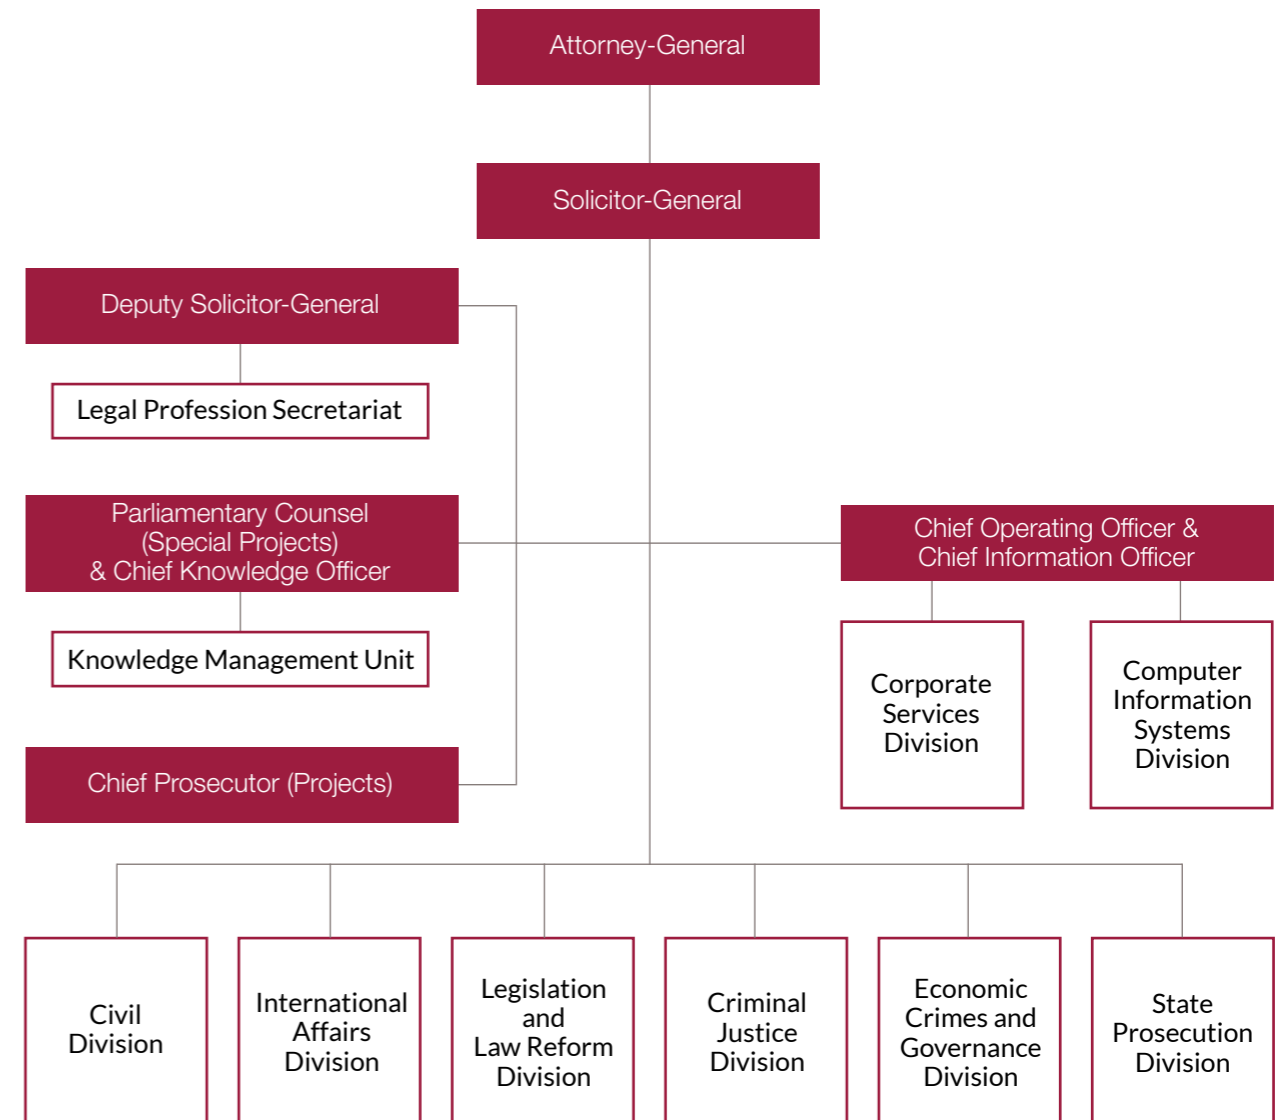 Attorney-General
Solicitor-General
Deputy Solicitor-General
Legal Profession Secretariat
Parliamentary Counsel
(Special Projects)
& Chief Knowledge Officer
Knowledge Management Unit
Chief Prosecutor (Projects)
Chief Operating Officer &
Chief Information Officer
Corporate
Services
Division
Computer
Information
Systems
Division
Civil
Division
International
Affairs
Division
Legislation
and
Law Reform
Division
Criminal
Justice
Division
Economic
Crimes and
Governance
Division
State
Prosecution
Division